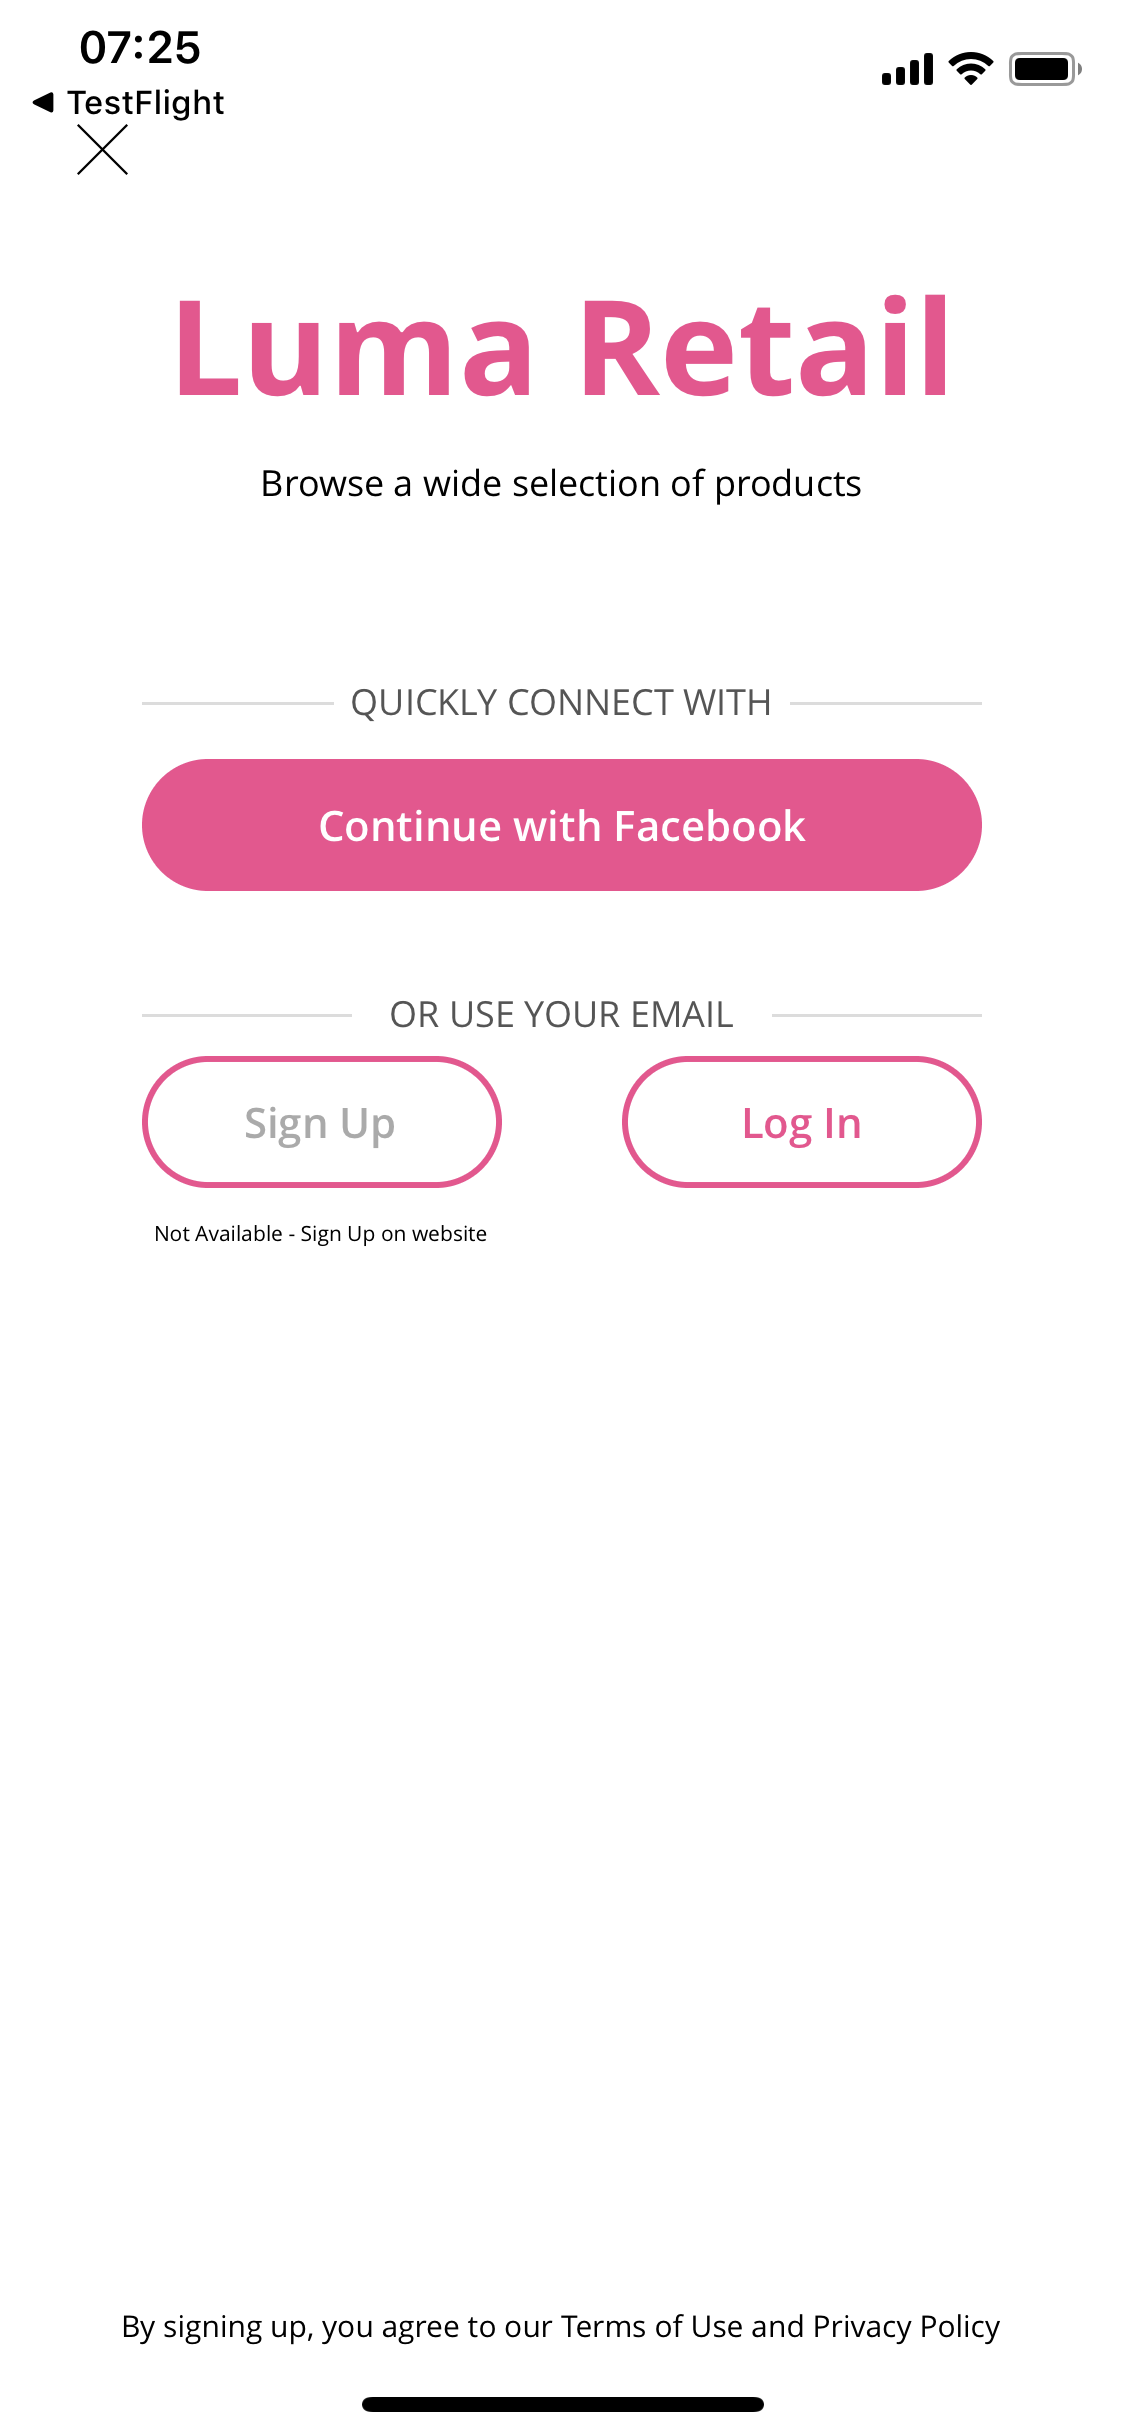 07:25
TestFlight
Luma Retail
Browse a wide selection of products
QUICKLY CONNECT WITH
Continue with Facebook
OR USE YOUR EMAIL
Sign Up
Log In
Not Available - Sign Up on website
By signing up, you agree to our Terms of Use and Privacy Policy